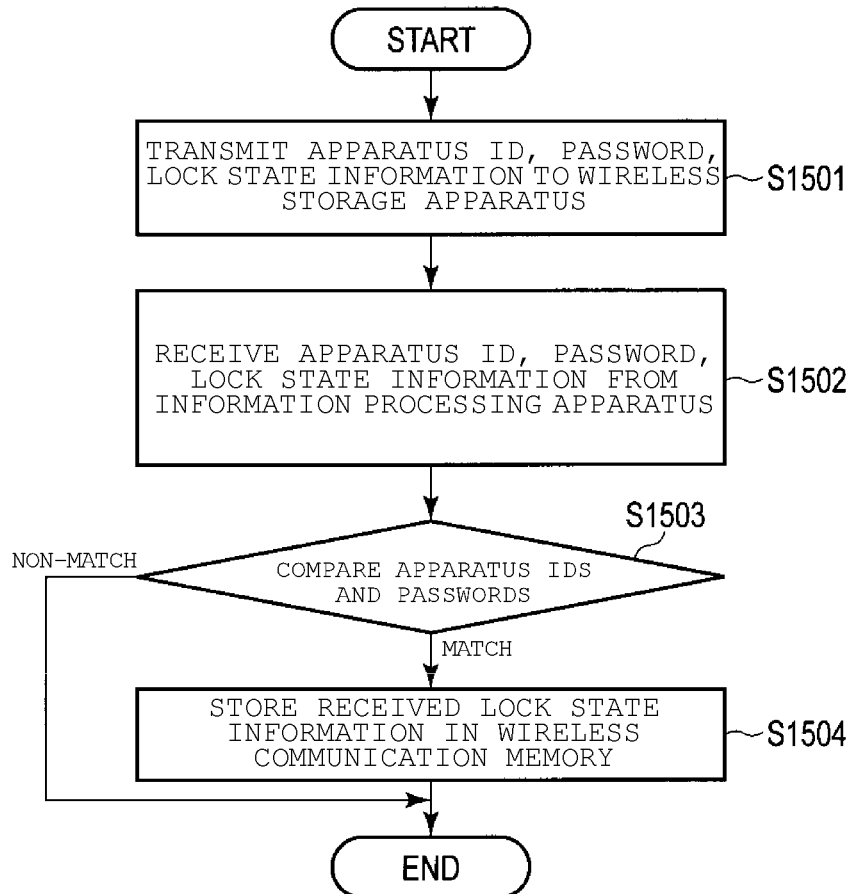 START
TRANSMIT APPARATUS ID, PASSWORD,
LOCK STATE INFORMATION TO WIRELESS
STORAGE APPARATUS
S1501
RECEIVE APPARATUS ID, PASSWORD,
LOCK STATE INFORMATION FROM
INFORMATION PROCESSING APPARATUS
S1502
S1503
NON-MATCH
COMPARE APPARATUS IDS
AND PASSWORDS
MATCH
STORE RECEIVED LOCK STATE
INFORMATION IN WIRELESS
COMMUNICATION MEMORY
S1504
END